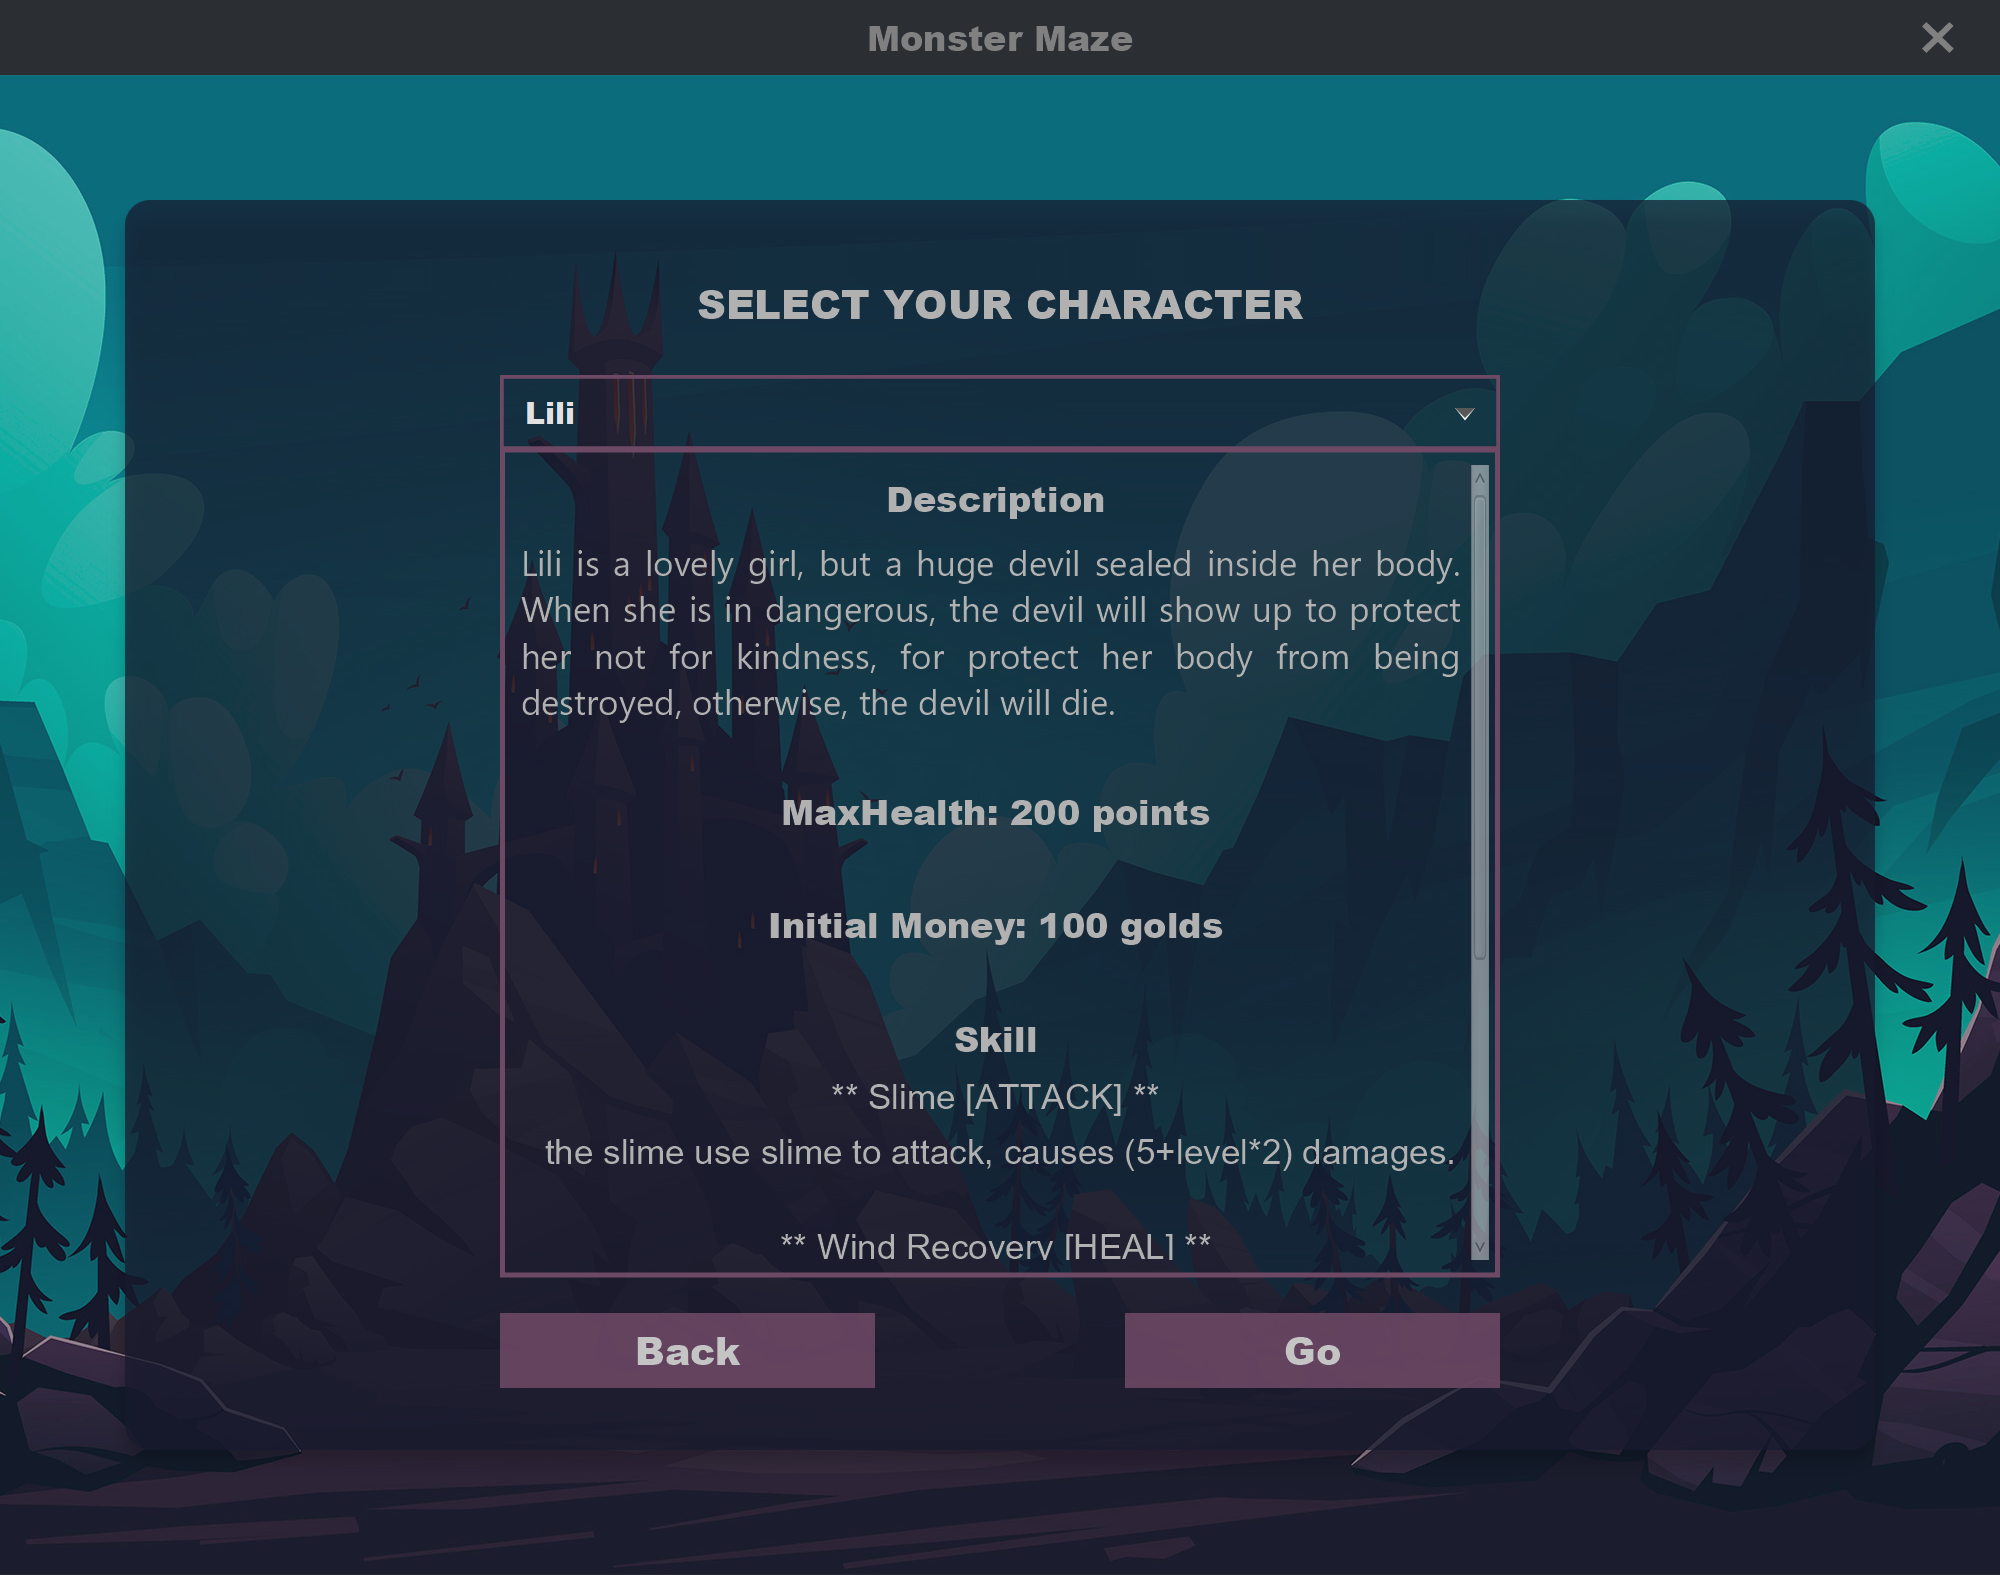 Monster Maze
SELECT YOUR CHARACTER
Lili
Description
Lili is a lovely girl, but a huge devil sealed inside her body.
When she is in dangerous, the devil will show up to protect
her not for kindness, for protect her body from being
destroyed, otherwise, the devil will die.
MaxHealth: 200 points
Initial Money: 100 golds
Skill
** Slime [ATTACK] **
the slime use slime to attack, causes (5+level*2) damages.
** Wind Recovery [HEAL] **
Back
Go